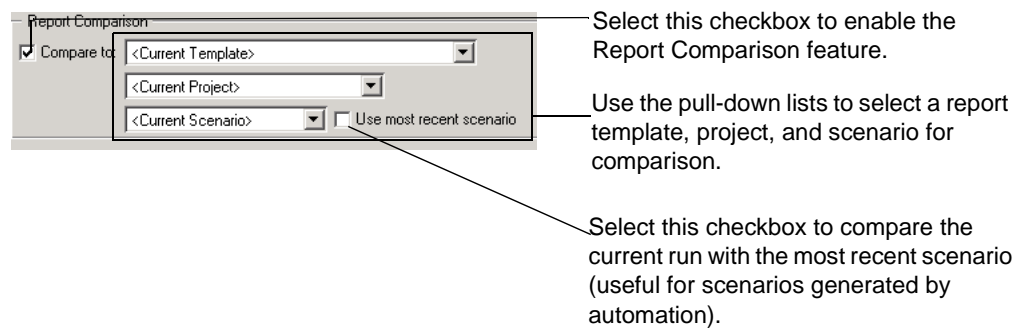 Report Comparison
Compare to:
<Current Template>
<Current Project>
<Current Scenario>
Use most recent scenario
Select this checkbox to enable the
Report Comparison feature.
Use the pull-down lists to select a report
template, project, and scenario for
comparison.
Select this checkbox to compare the
current run with the most recent scenario
(useful for scenarios generated by
automation).